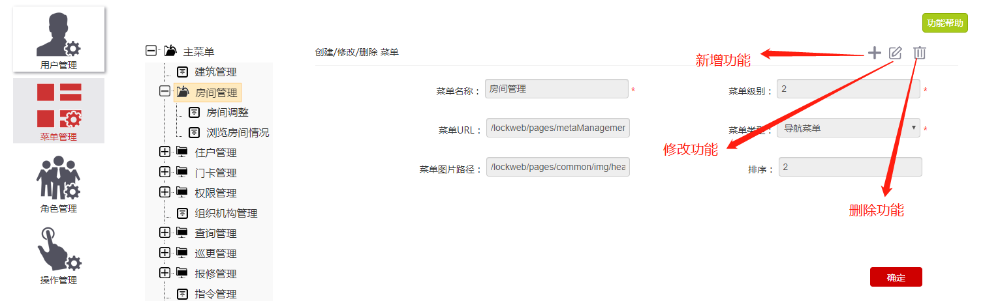 功能帮助
用户管理
菜单管理
角色管理
操作管理
主菜单
建筑管理
房间管理
房间调整
浏览房间情况
住户管理
门卡管理
权限管理
组织机构管理
查询管理
巡更管理
报修管理
指令管理
创建/修改/删除 菜单
新增功能
菜单名称： 房间管理 *
菜单级别： 2 *
菜单URL： /lockweb/pages/metaManagemer
菜单类型： 导航菜单 *
修改功能
菜单图片路径： /lockweb/pages/common/img/hea
排序： 2
删除功能
确定